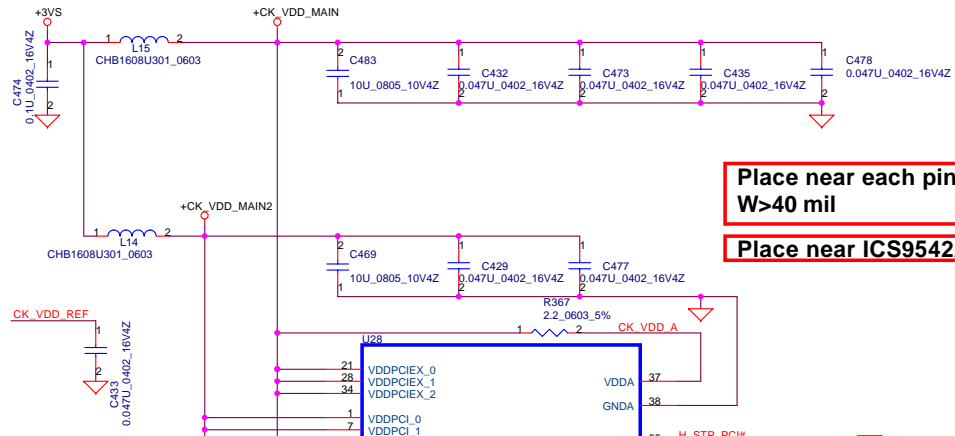 +3VS
+CK_VDD_MAIN
1 L15 2
CHB1608U301_0603
C474
0.1U_0402_16V4Z
1
2
2
C483
10U_0805_10V4Z
1
1
C432
0.047U_0402_16V4Z
2
1
C473
0.047U_0402_16V4Z
2
1
C435
0.047U_0402_16V4Z
2
1
C478
0.047U_0402_16V4Z
2
Place near each pin
W>40 mil
Place near ICS9542
+CK_VDD_MAIN2
1 L14 2
CHB1608U301_0603
2
C469
10U_0805_10V4Z
1
1
C429
0.047U_0402_16V4Z
2
1
C477
0.047U_0402_16V4Z
2
CK_VDD_REF
1
2
C433
0.047U_0402_16V4Z
R367
2.2_0603_5%
1 2 CK_VDD_A
U28
21 VDDPCIEX_0
28 VDDPCIEX_1
34 VDDPCIEX_2
1 VDDPCI_0
7 VDDPCI_1
VDDA 37
GNDA 38
55 H_STP_PCI#